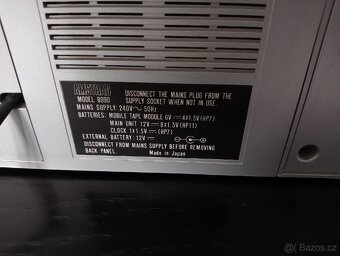 AMSTRAD
MODEL 9090
DISCONNECT THE MAINS PLUG FROM THE
SUPPLY SOCKET WHEN NOT IN USE.
MAINS SUPPLY: 240V ~ 50Hz
BATTERIES: MOBILE TAPE MODULE 6V ⎓ 4X1.5V(HP7)
MAIN UNIT 12V ⎓ 8X1.5V(HP11)
CLOCK 1X1.5V ⎓ (HP7)
EXTERNAL BATTERY: 12V ⎓
DISCONNECT FROM MAINS SUPPLY BEFORE REMOVING
BACK PANEL.
Made in Japan
Bazos.cz